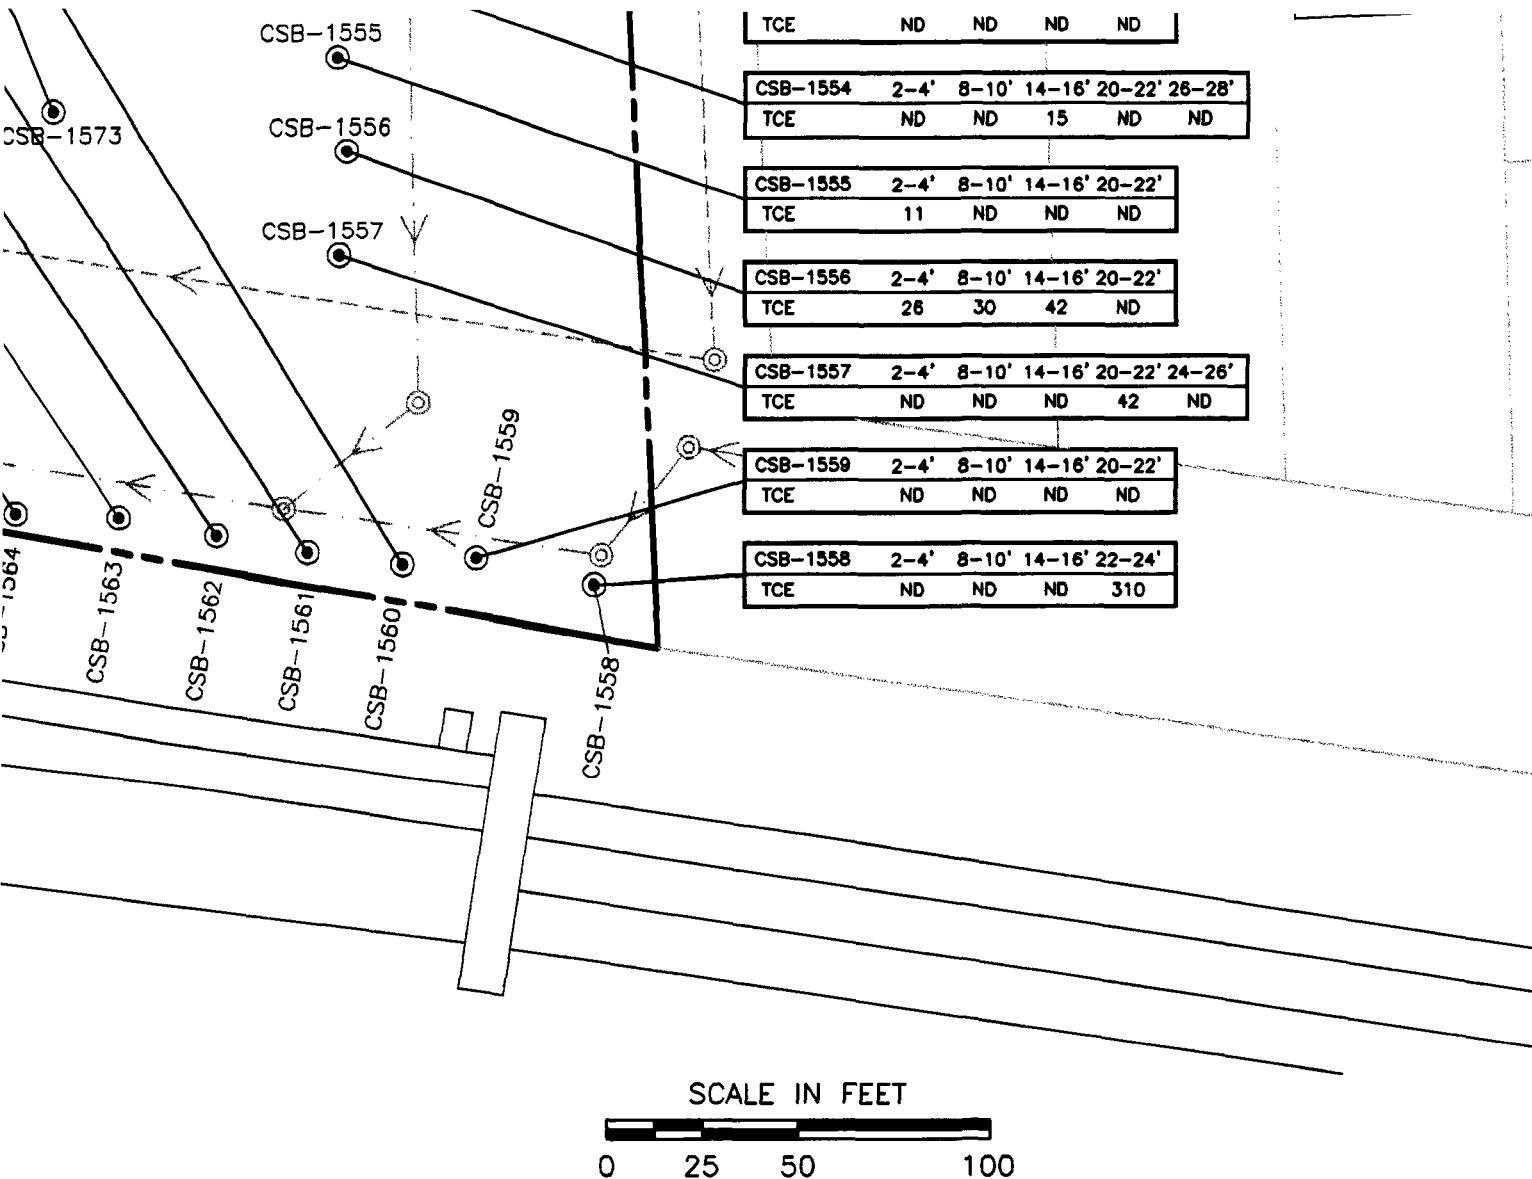 TCE ND ND ND ND
CSB-1555
CSB-1554 2-4' 8-10' 14-16' 20-22' 26-28'
TCE ND ND 15 ND ND
CSB-1573
CSB-1556
CSB-1555 2-4' 8-10' 14-16' 20-22'
TCE 11 ND ND ND
CSB-1557
CSB-1556 2-4' 8-10' 14-16' 20-22'
TCE 26 30 42 ND
CSB-1557 2-4' 8-10' 14-16' 20-22' 24-26'
TCE ND ND ND 42 ND
CSB-1559
CSB-1559 2-4' 8-10' 14-16' 20-22'
TCE ND ND ND ND
CSB-1558 2-4' 8-10' 14-16' 22-24'
TCE ND ND ND 310
-1564
CSB-1563
CSB-1562
CSB-1561
CSB-1560
CSB-1558
SCALE IN FEET
0 25 50 100